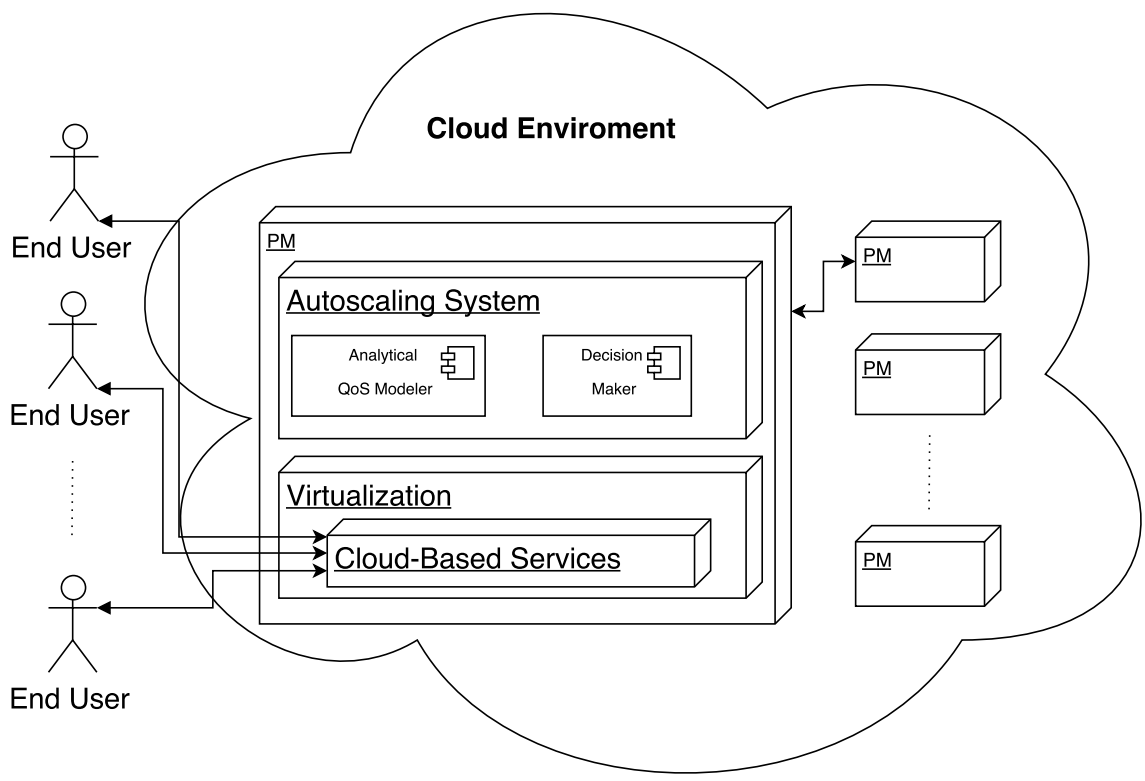 Cloud Enviroment
End User
End User
End User
PM
Autoscaling System
Analytical
QoS Modeler
Decision
Maker
Virtualization
Cloud-Based Services
PM
PM
PM